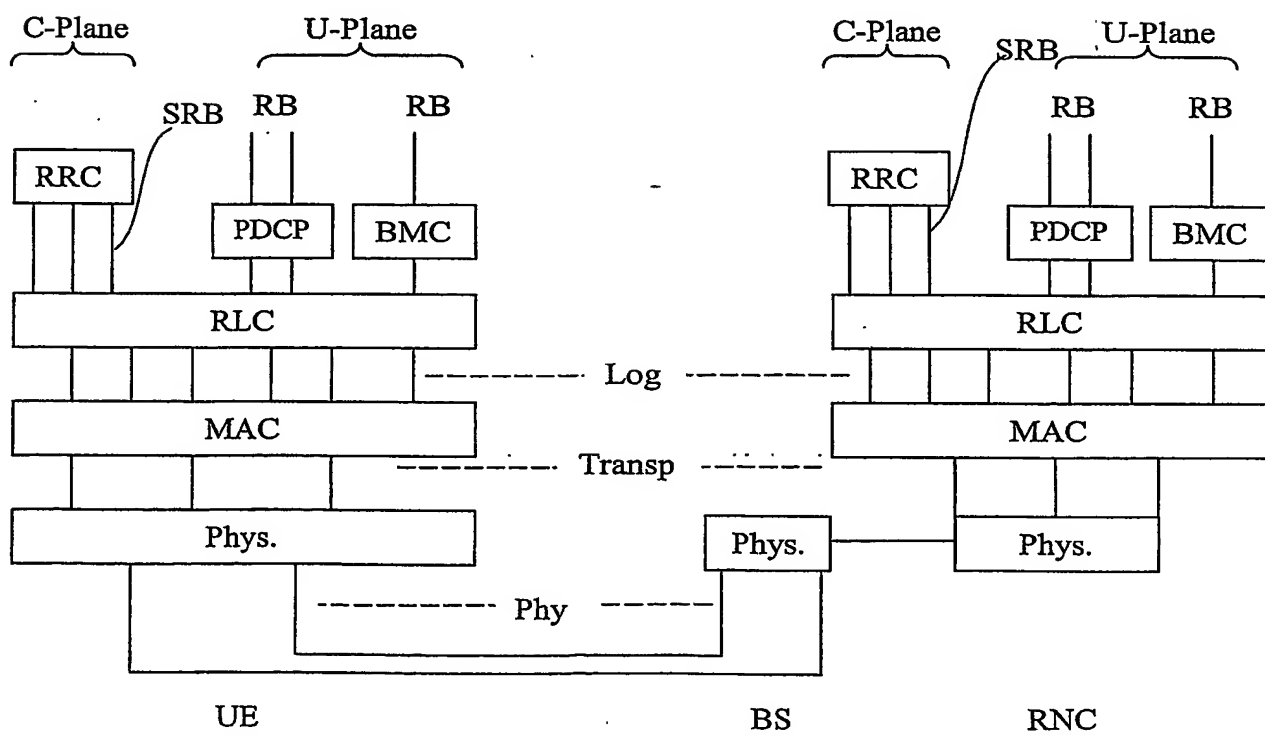 C-Plane U-Plane C-Plane U-Plane
SRB
SRB RB RB RB RB
RRC RRC
PDCP BMC PDCP BMC
RLC RLC
Log
MAC MAC
Transp
Phys. Phys. Phys.
Phy
UE BS RNC